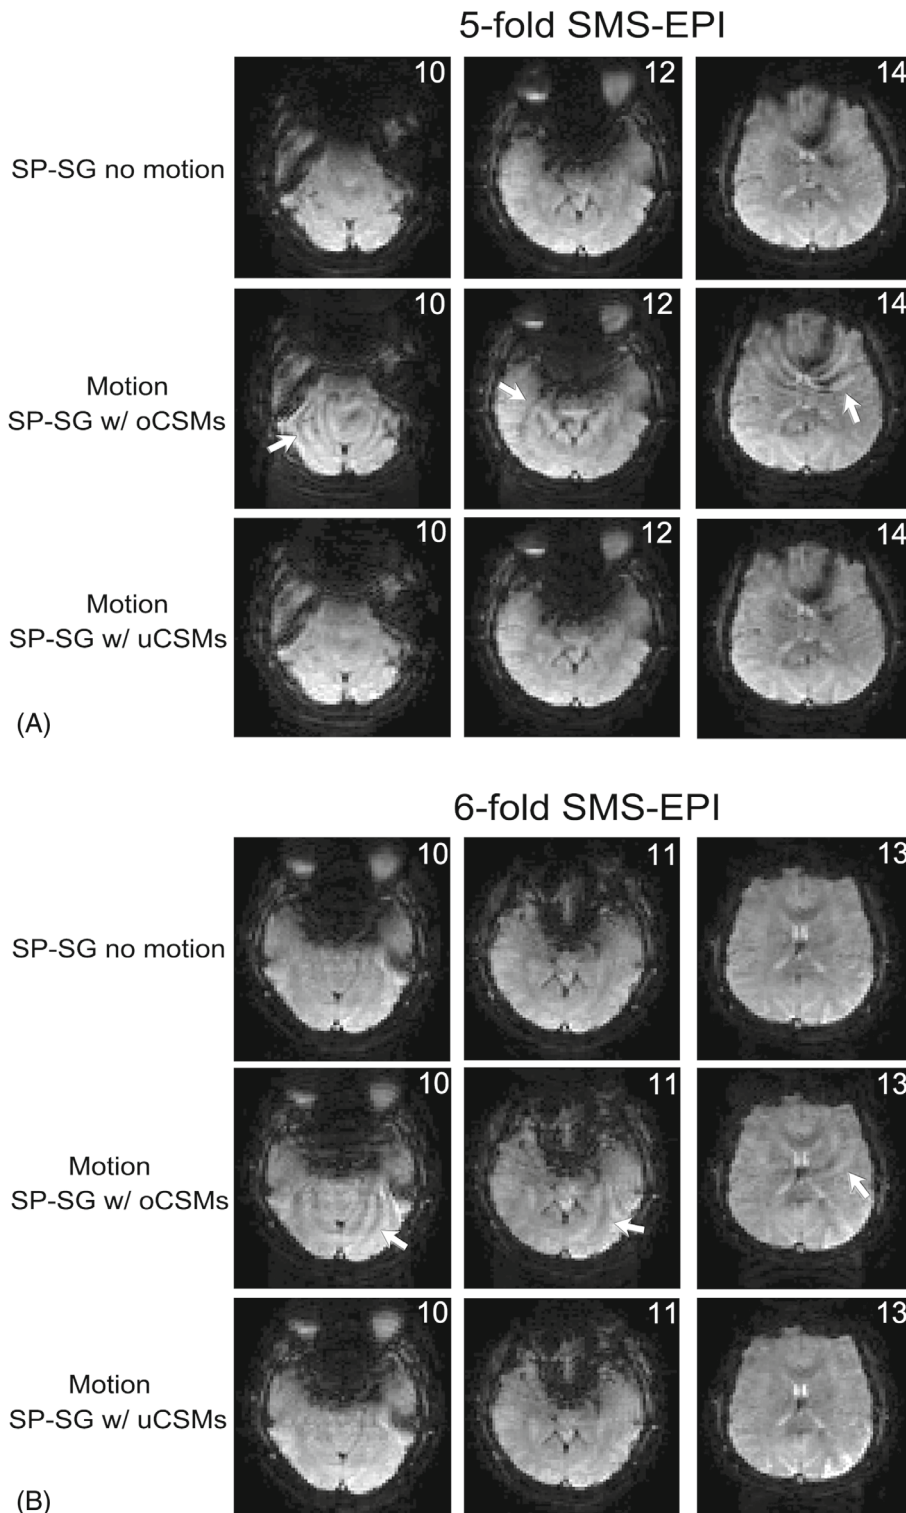 5-fold SMS-EPI
10 12 14
SP-SG no motion
10 12 14
Motion
SP-SG w/ oCSMs
10 12 14
Motion
SP-SG w/ uCSMs
(A)
6-fold SMS-EPI
10 11 13
SP-SG no motion
10 11 13
Motion
SP-SG w/ oCSMs
10 11 13
Motion
SP-SG w/ uCSMs
(B)